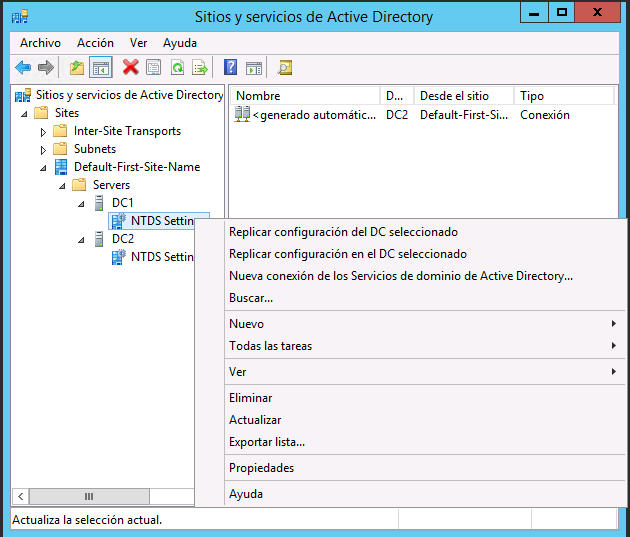 Sitios y servicios de Active Directory
Archivo Acción Ver Ayuda
Sitios y servicios de Active Directory
Sites
Inter-Site Transports
Subnets
Default-First-Site-Name
Servers
DC1
NTDS Settin
DC2
NTDS Settin
Nombre D... Desde el sitio Tipo
<generado automátic... DC2 Default-First-Si... Conexión
Replicar configuración del DC seleccionado
Replicar configuración en el DC seleccionado
Nueva conexión de los Servicios de dominio de Active Directory...
Buscar...
Nuevo
Todas las tareas
Ver
Eliminar
Actualizar
Exportar lista...
Propiedades
Ayuda
Actualiza la selección actual.